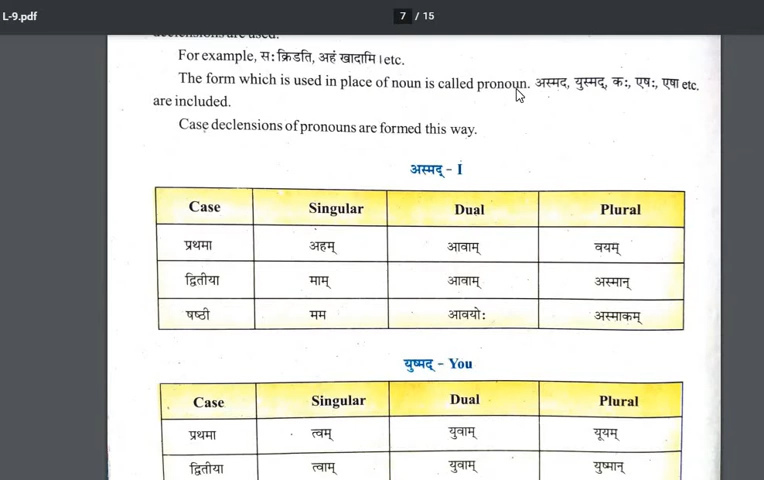 L-9.pdf
7 / 15
declensions are used.
For example, स: क्रिडति, अहं खादामि । etc.
The form which is used in place of noun is called pronoun. अस्मद, युस्मद्, क:, एष:, एषा etc.
are included.
Case declensions of pronouns are formed this way.
अस्मद् - I
Case Singular Dual Plural
प्रथमा अहम् आवाम् वयम्
द्वितीया माम् आवाम् अस्मान्
षष्ठी मम आवयो: अस्माकम्
युष्मद् - You
Case Singular Dual Plural
प्रथमा त्वम् युवाम् यूयम्
द्वितीया त्वाम् युवाम् युष्मान्